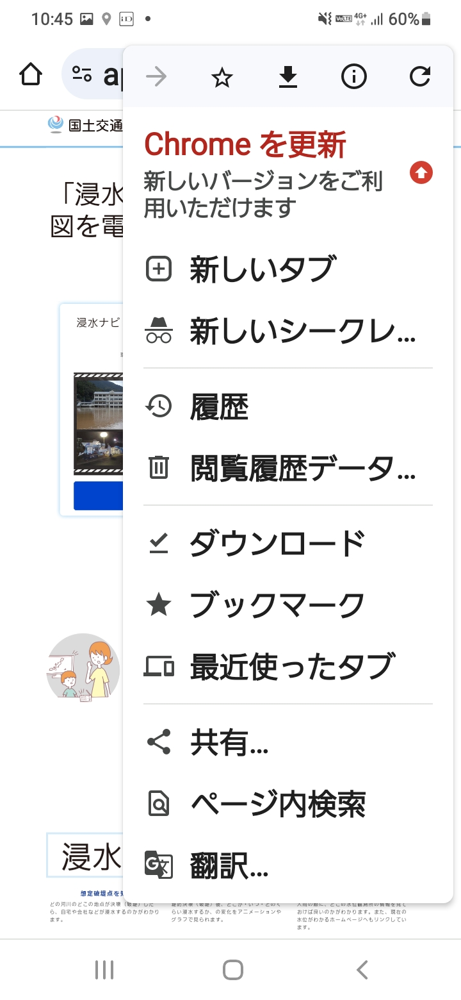 10:45 iD VoLTE 4G+ 60%
国土交通
Chrome を更新
新しいバージョンをご利
用いただけます
「浸水
図を電
新しいタブ
浸水ナビ
新しいシークレ...
履歴
閲覧履歴データ...
ダウンロード
ブックマーク
最近使ったタブ
共有...
ページ内検索
浸水
翻訳...
想定破堤点を
どの河川のどこの地点が決壊（破堤）した
ら、自宅や会社などが浸水するのかがわかり
ます。
堤防決壊（破堤）後、どこが・いつ・どのく
らい浸水するか、の変化をアニメーションや
グラフで見られます。
大雨の際に、どこの水位観測所の情報を見て
おけば良いのかがわかります。また、現在の
水位がわかるホームページへもリンクしてい
ます。